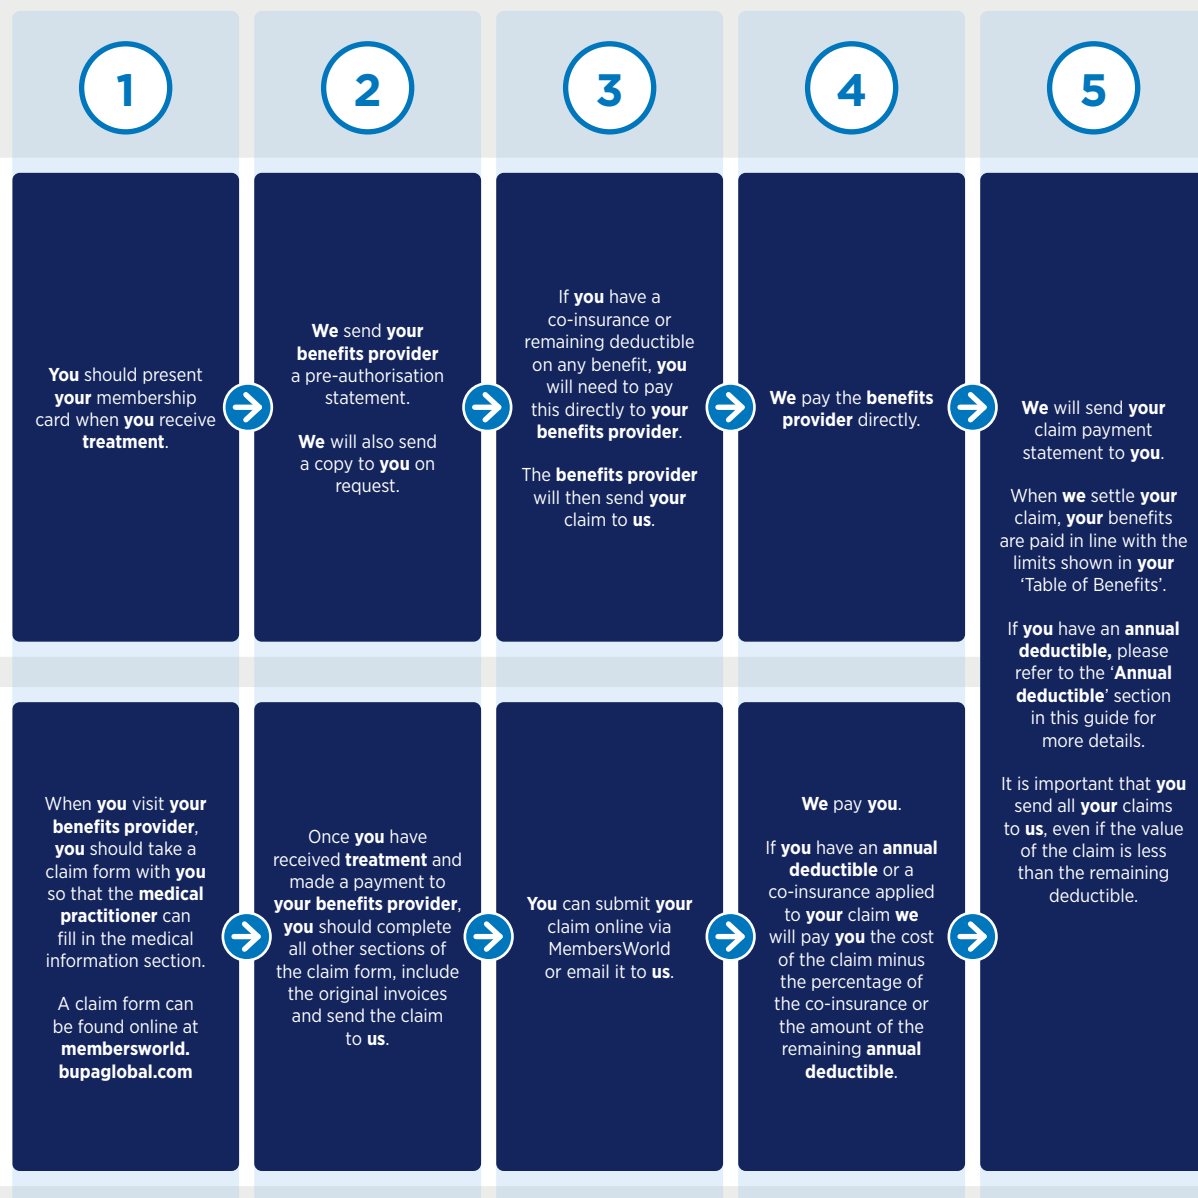 1
2
3
4
5
You should present
your membership
card when you receive
treatment.
We send your
benefits provider
a pre-authorisation
statement.
We will also send
a copy to you on
request.
If you have a
co-insurance or
remaining deductible
on any benefit, you
will need to pay
this directly to your
benefits provider.
The benefits provider
will then send your
claim to us.
We pay the benefits
provider directly.
We will send your
claim payment
statement to you.
When we settle your
claim, your benefits
are paid in line with the
limits shown in your
‘Table of Benefits’.
If you have an annual
deductible, please
refer to the ‘Annual
deductible’ section
in this guide for
more details.
It is important that you
send all your claims
to us, even if the value
of the claim is less
than the remaining
deductible.
When you visit your
benefits provider,
you should take a
claim form with you
so that the medical
practitioner can
fill in the medical
information section.
A claim form can
be found online at
membersworld.
bupaglobal.com
Once you have
received treatment and
made a payment to
your benefits provider,
you should complete
all other sections of
the claim form, include
the original invoices
and send the claim
to us.
You can submit your
claim online via
MembersWorld
or email it to us.
We pay you.
If you have an annual
deductible or a
co-insurance applied
to your claim we
will pay you the cost
of the claim minus
the percentage of
the co-insurance or
the amount of the
remaining annual
deductible.